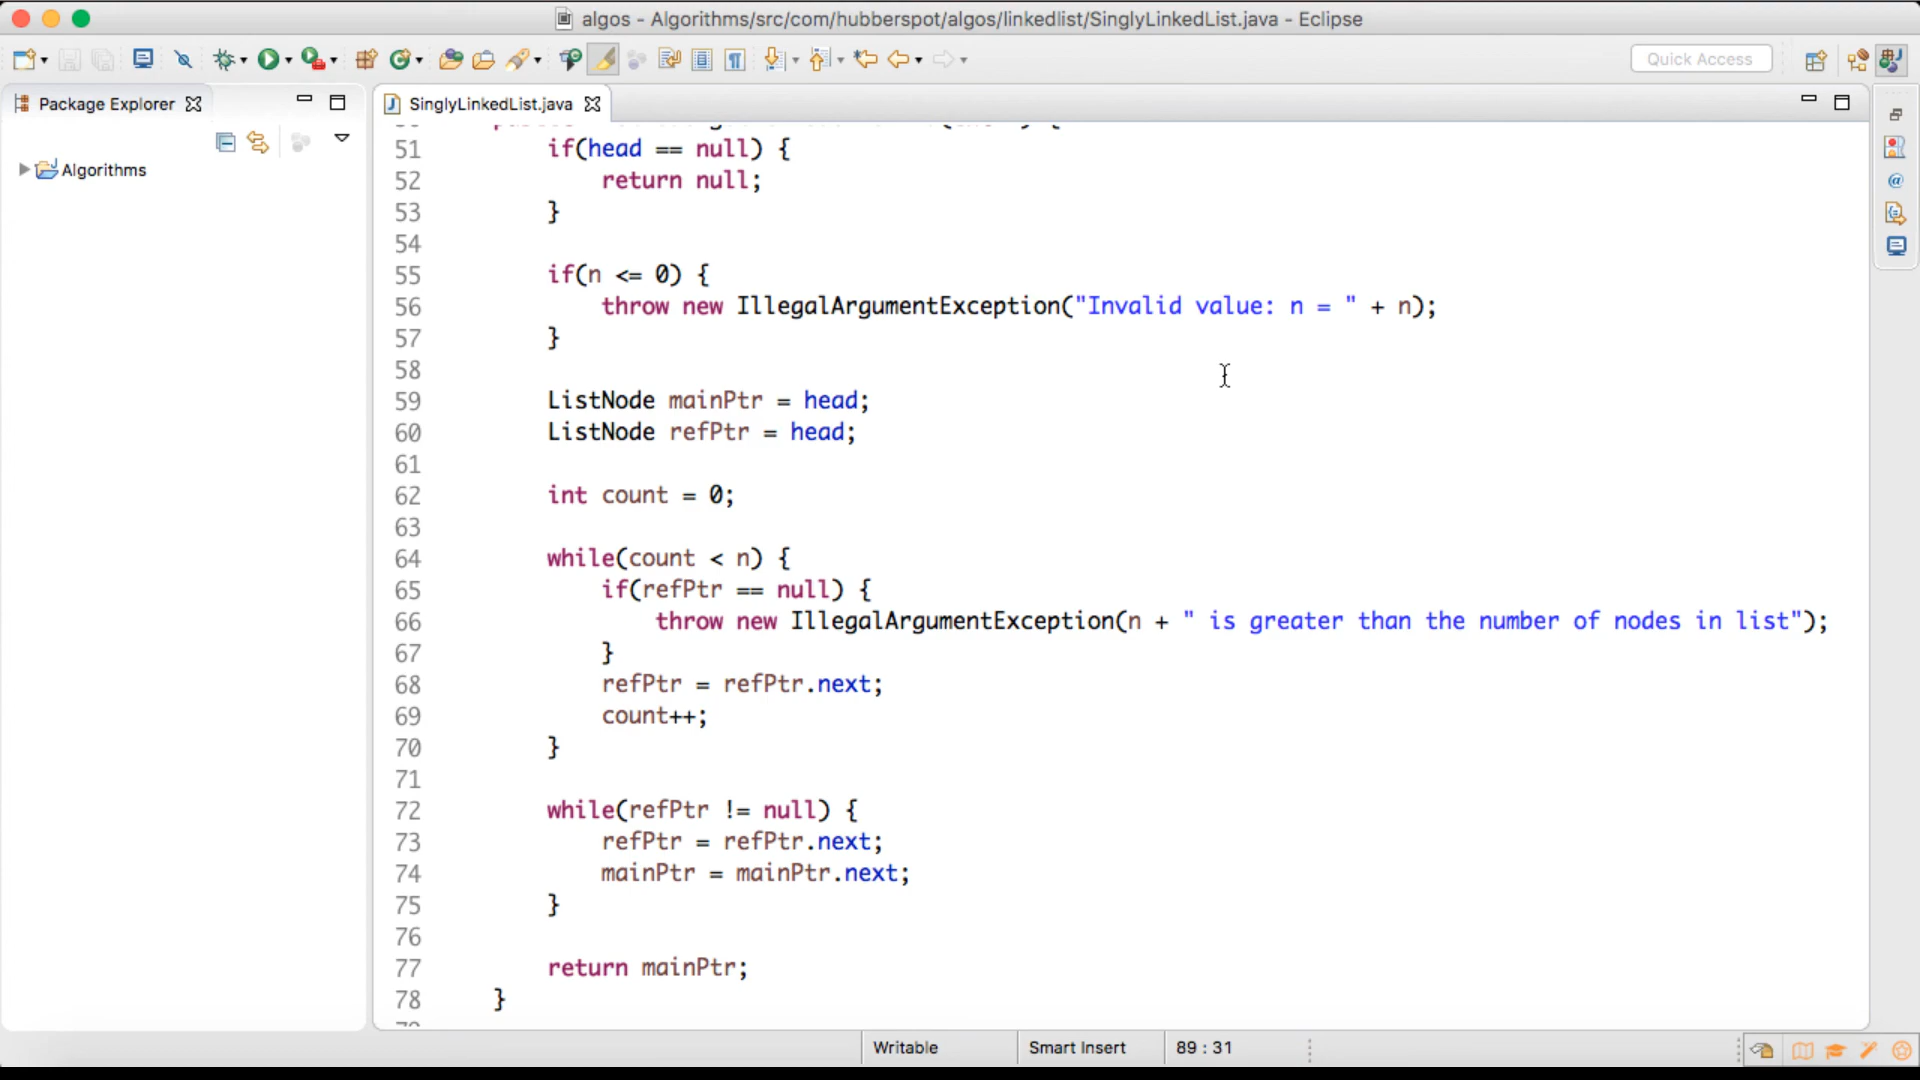 algos - Algorithms/src/com/hubberspot/algos/linkedlist/SinglyLinkedList.java - Eclipse
Quick Access
Package Explorer
SinglyLinkedList.java
Algorithms
51 if(head == null) {
52 return null;
53 }
54
55 if(n <= 0) {
56 throw new IllegalArgumentException("Invalid value: n = " + n);
57 }
58
59 ListNode mainPtr = head;
60 ListNode refPtr = head;
61
62 int count = 0;
63
64 while(count < n) {
65 if(refPtr == null) {
66 throw new IllegalArgumentException(n + " is greater than the number of nodes in list");
67 }
68 refPtr = refPtr.next;
69 count++;
70 }
71
72 while(refPtr != null) {
73 refPtr = refPtr.next;
74 mainPtr = mainPtr.next;
75 }
76
77 return mainPtr;
78 }
Writable
Smart Insert
89 : 31